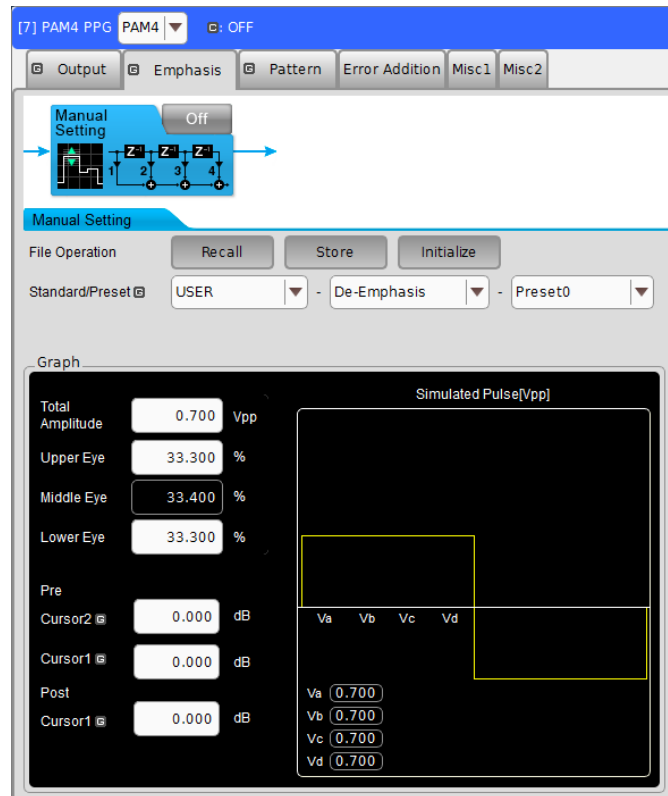 [7] PAM4 PPG PAM4 G: OFF
G Output G Emphasis G Pattern Error Addition Misc1 Misc2
Manual Setting Off
Z⁻¹ Z⁻¹ Z⁻¹
1 2 3 4
Manual Setting
File Operation Recall Store Initialize
Standard/Preset G USER - De-Emphasis - Preset0
Graph
Simulated Pulse[Vpp]
Total Amplitude 0.700 Vpp
Upper Eye 33.300 %
Middle Eye 33.400 %
Lower Eye 33.300 %
Pre
Cursor2 G 0.000 dB
Va Vb Vc Vd
Cursor1 G 0.000 dB
Post
Cursor1 G 0.000 dB
Va 0.700
Vb 0.700
Vc 0.700
Vd 0.700